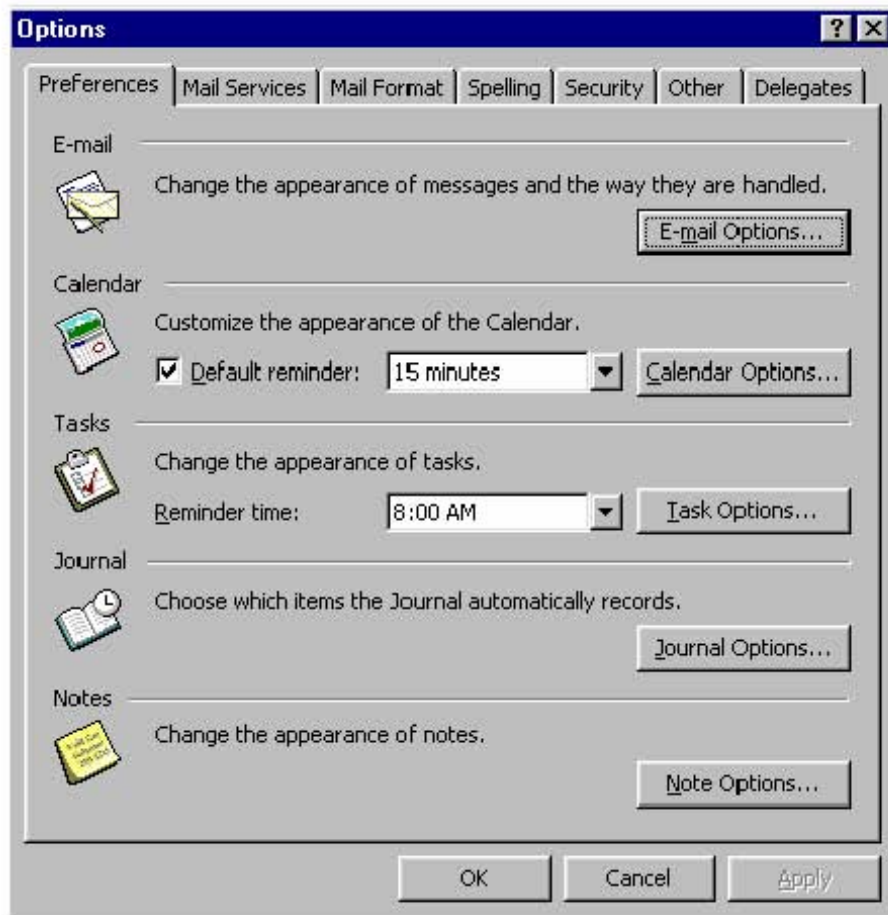 Options
Preferences Mail Services Mail Format Spelling Security Other Delegates
E-mail
Change the appearance of messages and the way they are handled.
E-mail Options...
Calendar
Customize the appearance of the Calendar.
Default reminder: 15 minutes Calendar Options...
Tasks
Change the appearance of tasks.
Reminder time: 8:00 AM Task Options...
Journal
Choose which items the Journal automatically records.
Journal Options...
Notes
Change the appearance of notes.
Note Options...
OK Cancel Apply